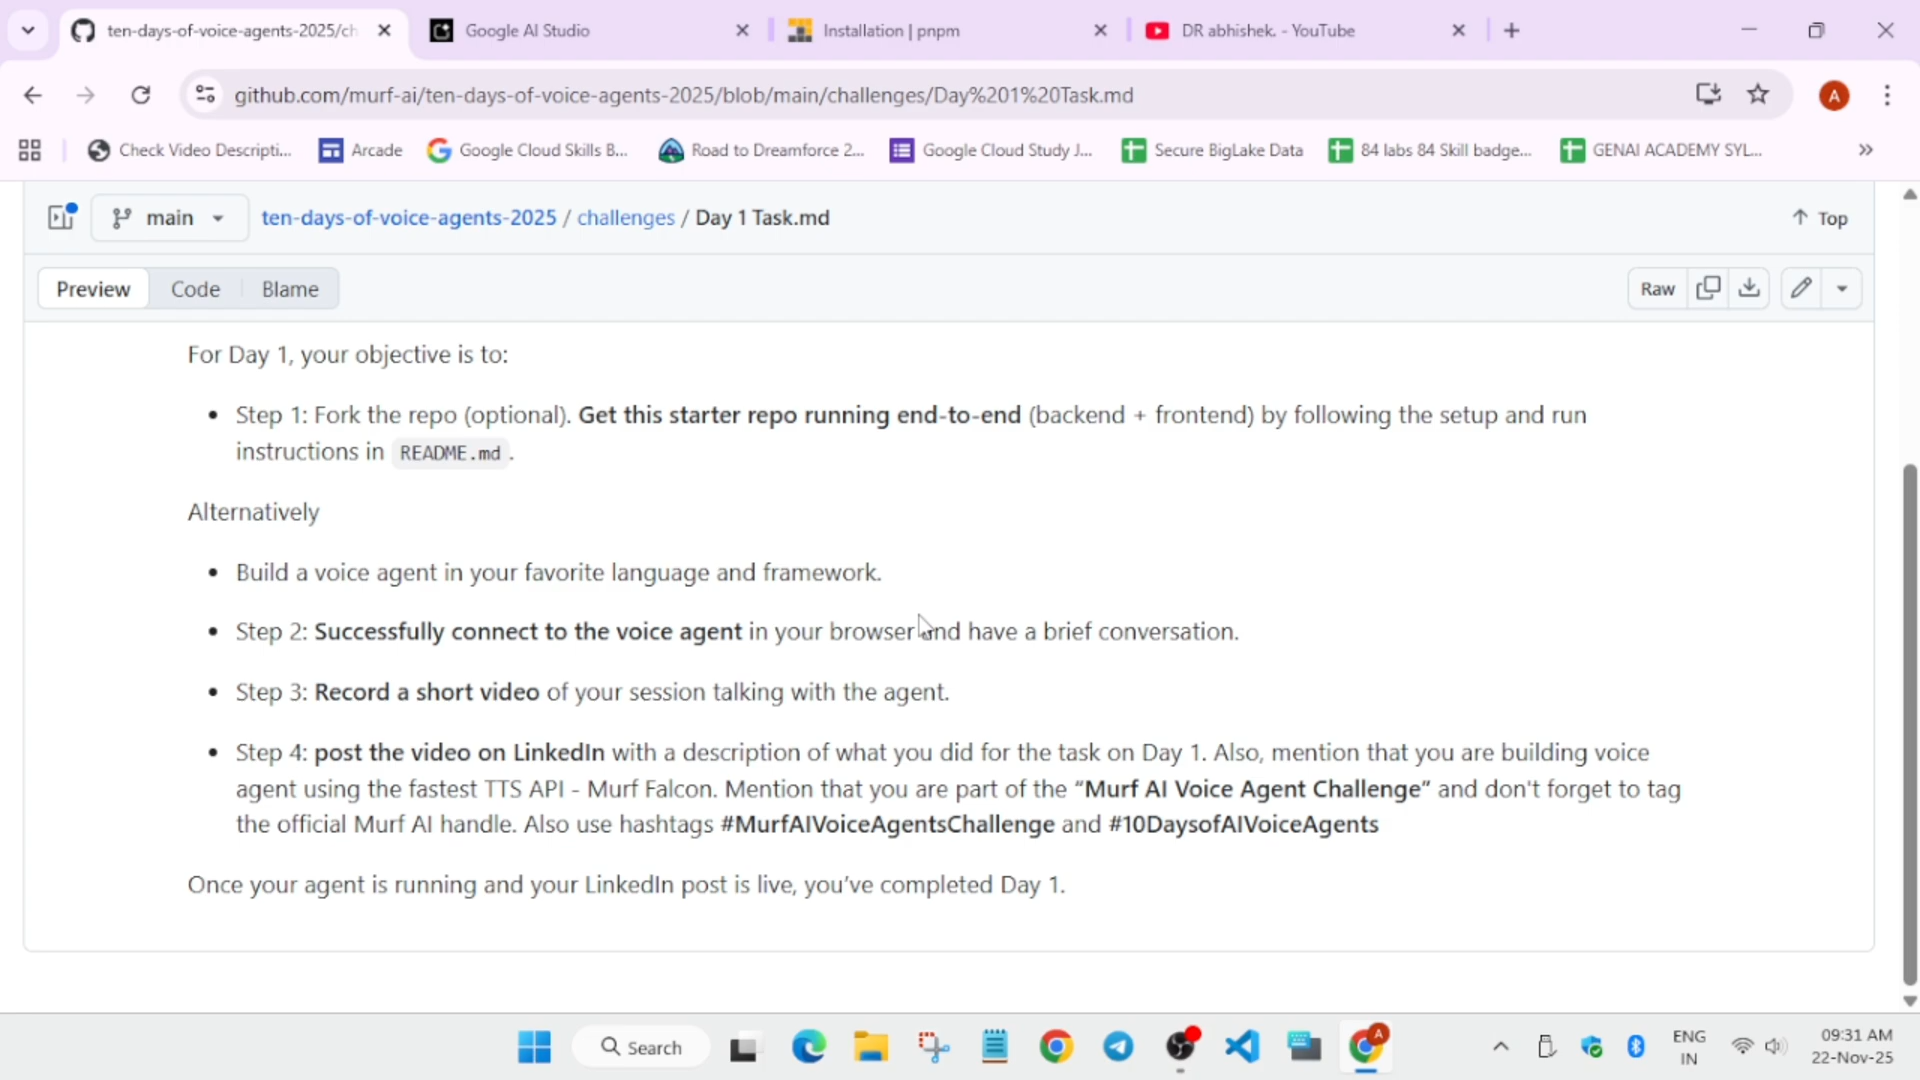 ten-days-of-voice-agents-2025/ch
Google AI Studio
Installation | pnpm
DR abhishek. - YouTube
github.com/murf-ai/ten-days-of-voice-agents-2025/blob/main/challenges/Day%201%20Task.md
A
Check Video Descripti...
Arcade
Google Cloud Skills B...
Road to Dreamforce 2...
Google Cloud Study J...
Secure BigLake Data
84 labs 84 Skill badge...
GENAI ACADEMY SYL...
main
ten-days-of-voice-agents-2025 / challenges / Day 1 Task.md
Top
Preview
Code
Blame
Raw
For Day 1, your objective is to:
• Step 1: Fork the repo (optional). Get this starter repo running end-to-end (backend + frontend) by following the setup and run
instructions in README.md .
Alternatively
• Build a voice agent in your favorite language and framework.
• Step 2: Successfully connect to the voice agent in your browser and have a brief conversation.
• Step 3: Record a short video of your session talking with the agent.
• Step 4: post the video on LinkedIn with a description of what you did for the task on Day 1. Also, mention that you are building voice
agent using the fastest TTS API - Murf Falcon. Mention that you are part of the “Murf AI Voice Agent Challenge” and don't forget to tag
the official Murf AI handle. Also use hashtags #MurfAIVoiceAgentsChallenge and #10DaysofAIVoiceAgents
Once your agent is running and your LinkedIn post is live, you’ve completed Day 1.
Search
A
ENG
IN
09:31 AM
22-Nov-25